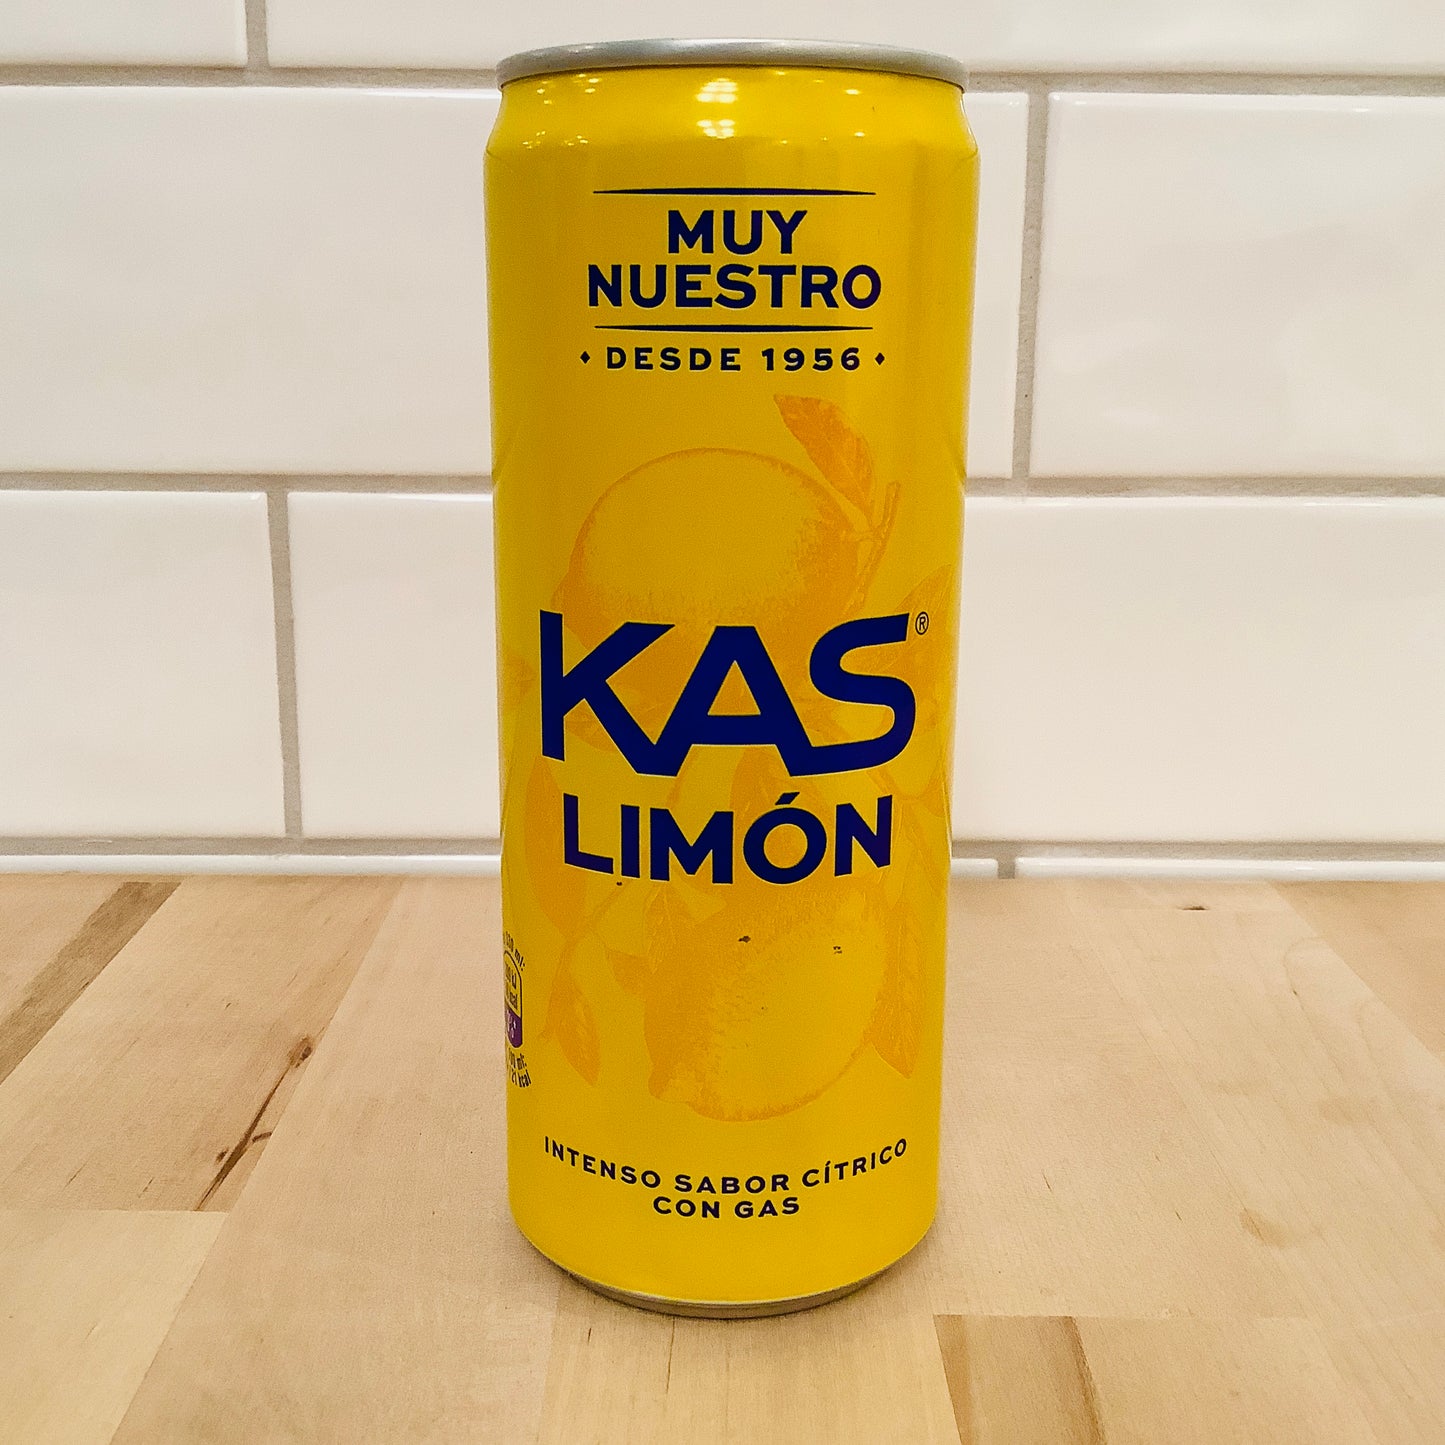 MUY
NUESTRO
DESDE 1956
KAS®
LIMÓN
INTENSO SABOR CÍTRICO
CON GAS